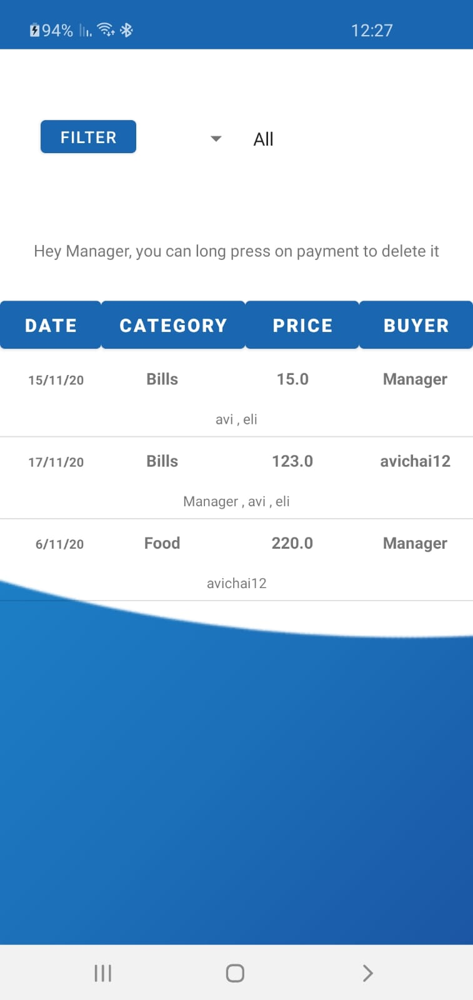 94% 12:27
FILTER All
Hey Manager, you can long press on payment to delete it
DATE CATEGORY PRICE BUYER
15/11/20 Bills 15.0 Manager
avi , eli
17/11/20 Bills 123.0 avichai12
Manager , avi , eli
6/11/20 Food 220.0 Manager
avichai12